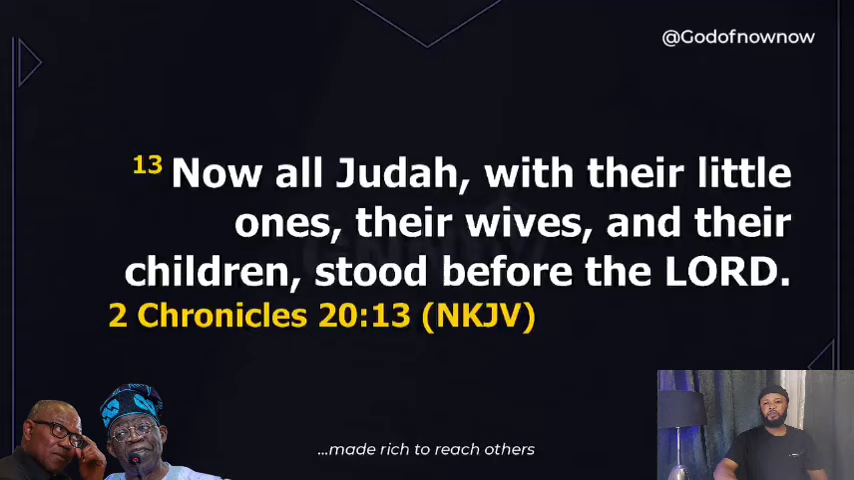 @Godofnownow
13 Now all Judah, with their little
ones, their wives, and their
children, stood before the LORD.
2 Chronicles 20:13 (NKJV)
...made rich to reach others